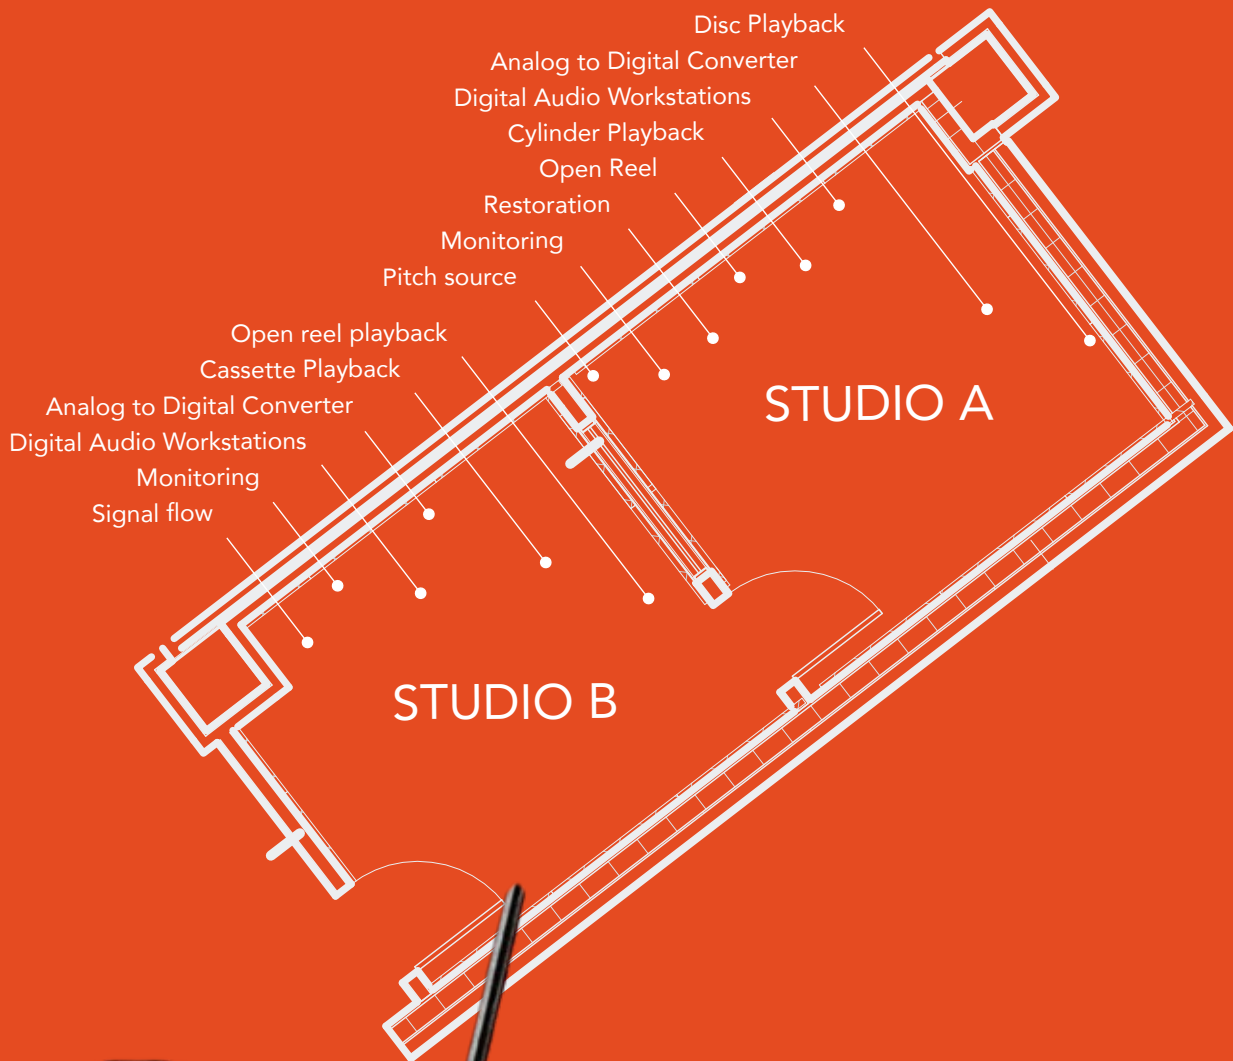 Disc Playback
Analog to Digital Converter
Digital Audio Workstations
Cylinder Playback
Open Reel
Restoration
Monitoring
Pitch source
Open reel playback
Cassette Playback
Analog to Digital Converter
Digital Audio Workstations
Monitoring
Signal flow
STUDIO A
STUDIO B